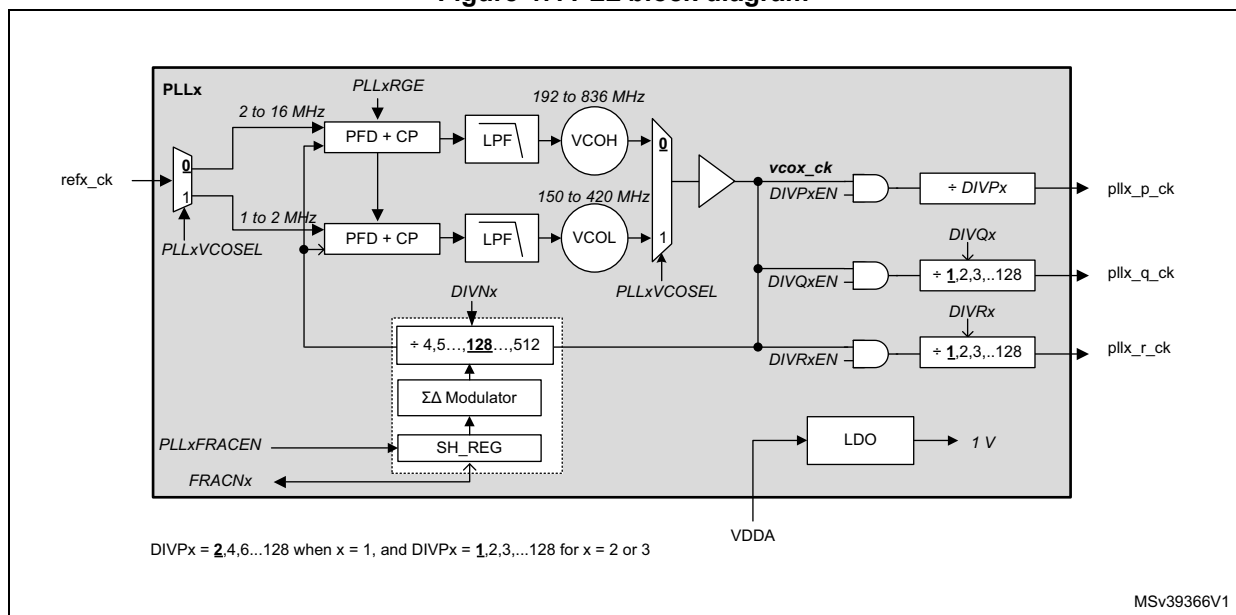 PLLx
PLLxRGE
192 to 836 MHz
2 to 16 MHz
PFD + CP
LPF
VCOH
0
0
refx_ck
1
vcox_ck
DIVPxEN
÷ DIVPx
pllx_p_ck
1 to 2 MHz
150 to 420 MHz
PFD + CP
LPF
VCOL
1
PLLxVCOSEL
DIVQx
DIVQxEN
÷ 1,2,3,..128
pllx_q_ck
DIVNx
PLLxVCOSEL
DIVRx
÷ 4,5...,128...,512
DIVRxEN
÷ 1,2,3,..128
pllx_r_ck
ΣΔ Modulator
PLLxFRACEN
SH_REG
LDO
1 V
FRACNx
VDDA
DIVPx = 2,4,6...128 when x = 1, and DIVPx = 1,2,3,...128 for x = 2 or 3
MSv39366V1